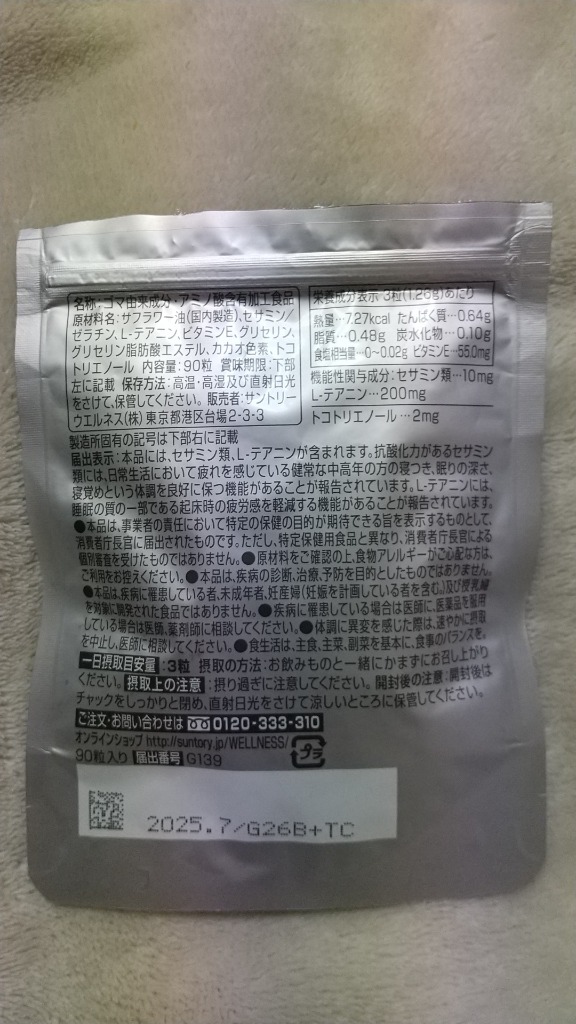 名称：ゴマ由来成分・アミノ酸含有加工食品
原材料名：サフラワー油(国内製造)、セサミン/
ゼラチン、L-テアニン、ビタミンE、グリセリン、
グリセリン脂肪酸エステル、カカオ色素、トコ
トリエノール 内容量：90粒 賞味期限：下部
左に記載 保存方法：高温・高湿及び直射日光
をさけて、保管してください。 販売者：サントリー
ウエルネス(株) 東京都港区台場2-3-3
栄養成分表示 3粒(1.26g)あたり
熱量…7.27kcal たんぱく質…0.64g
脂質…0.48g 炭水化物…0.10g
食塩相当量…0~0.02g ビタミンE…55.0mg
機能性関与成分：セサミン類…10mg
L-テアニン…200mg
トコトリエノール…2mg
製造所固有の記号は下部右に記載
届出表示：本品には、セサミン類、L-テアニンが含まれます。抗酸化力があるセサミン
類には、日常生活において疲れを感じている健常な中高年の方の寝つき、眠りの深さ、
寝覚めという体調を良好に保つ機能があることが報告されています。L-テアニンには、
睡眠の質の一部である起床時の疲労感を軽減する機能があることが報告されています。
●本品は、事業者の責任において特定の保健の目的が期待できる旨を表示するものとして、
消費者庁長官に届出されたものです。ただし、特定保健用食品と異なり、消費者庁長官による
個別審査を受けたものではありません。●原材料をご確認の上、食物アレルギーがご心配な方は、
ご利用をお控えください。●本品は、疾病の診断、治療、予防を目的としたものではありません。
●本品は、疾病に罹患している者、未成年者、妊産婦(妊娠を計画している者を含む。)及び授乳婦
を対象に開発された食品ではありません。●疾病に罹患している場合は医師に、医薬品を服用
している場合は医師、薬剤師に相談してください。●体調に異変を感じた際は、速やかに摂取
を中止し、医師に相談してください。●食生活は、主食、主菜、副菜を基本に、食事のバランスを。
一日摂取目安量：3粒 摂取の方法：お飲みものと一緒にかまずにお召し上がり
ください。 摂取上の注意：摂り過ぎに注意してください。 開封後の注意：開封後は
チャックをしっかりと閉め、直射日光をさけて涼しいところに保管してください。
ご注文・お問い合わせは 0120-333-310
オンラインショップ http://suntory.jp/WELLNESS/
プラ
90粒入り 届出番号 G139
2025.7/G26B+TC